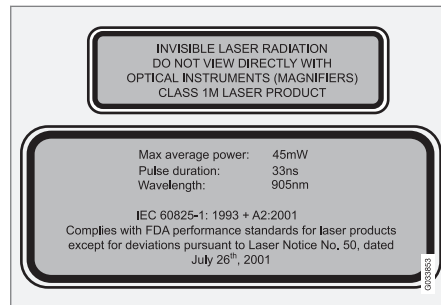 INVISIBLE LASER RADIATION
DO NOT VIEW DIRECTLY WITH
OPTICAL INSTRUMENTS (MAGNIFIERS)
CLASS 1M LASER PRODUCT
Max average power: 45mW
Pulse duration: 33ns
Wavelength: 905nm
IEC 60825-1: 1993 + A2:2001
Complies with FDA performance standards for laser products
except for deviations pursuant to Laser Notice No. 50, dated
July 26th, 2001
G033853